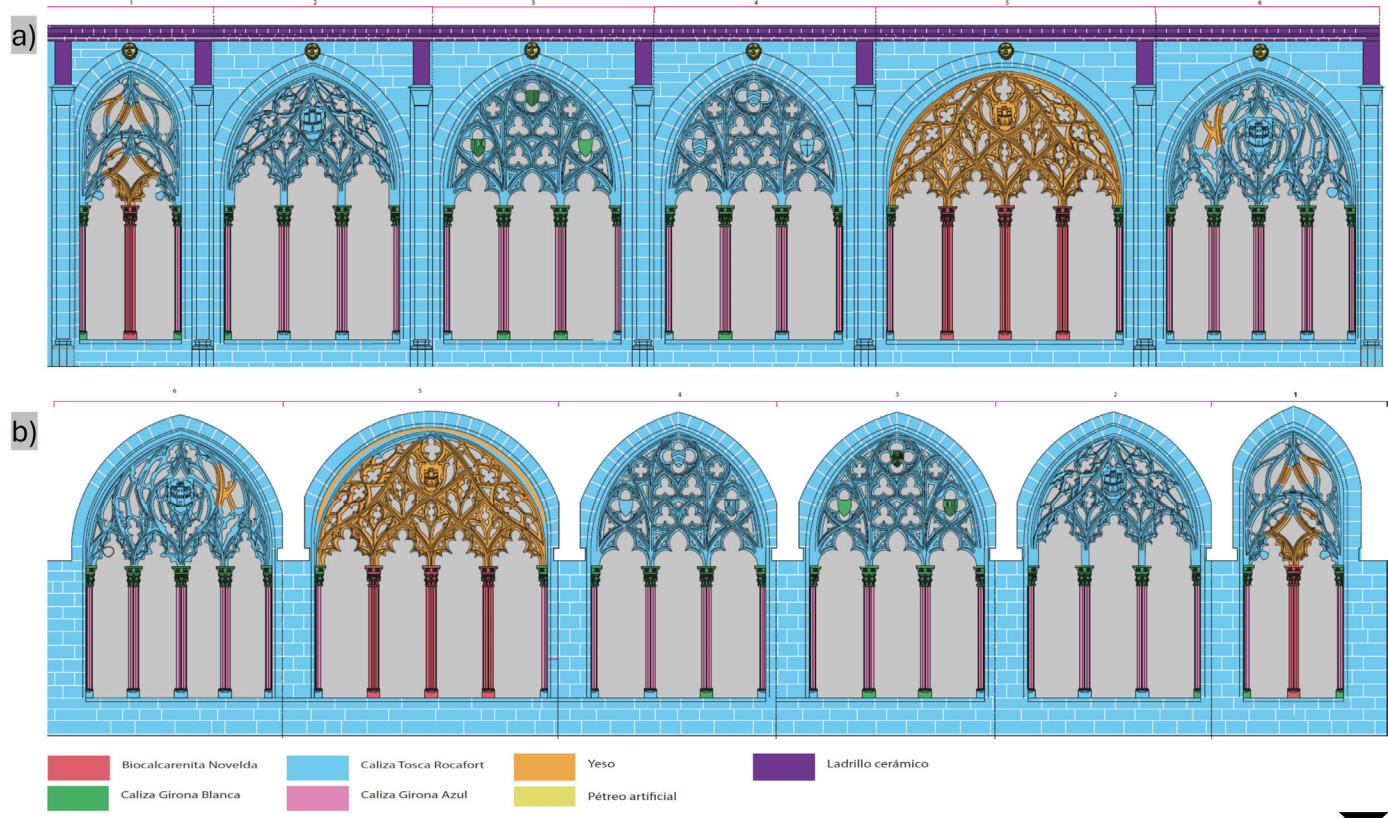 a)
1 2 3 4 5 6
b)
6 5 4 3 2 1
Biocalcarenita Novelda Caliza Tosca Rocafort Yeso Ladrillo cerámico
Caliza Girona Blanca Caliza Girona Azul Pétreo artificial